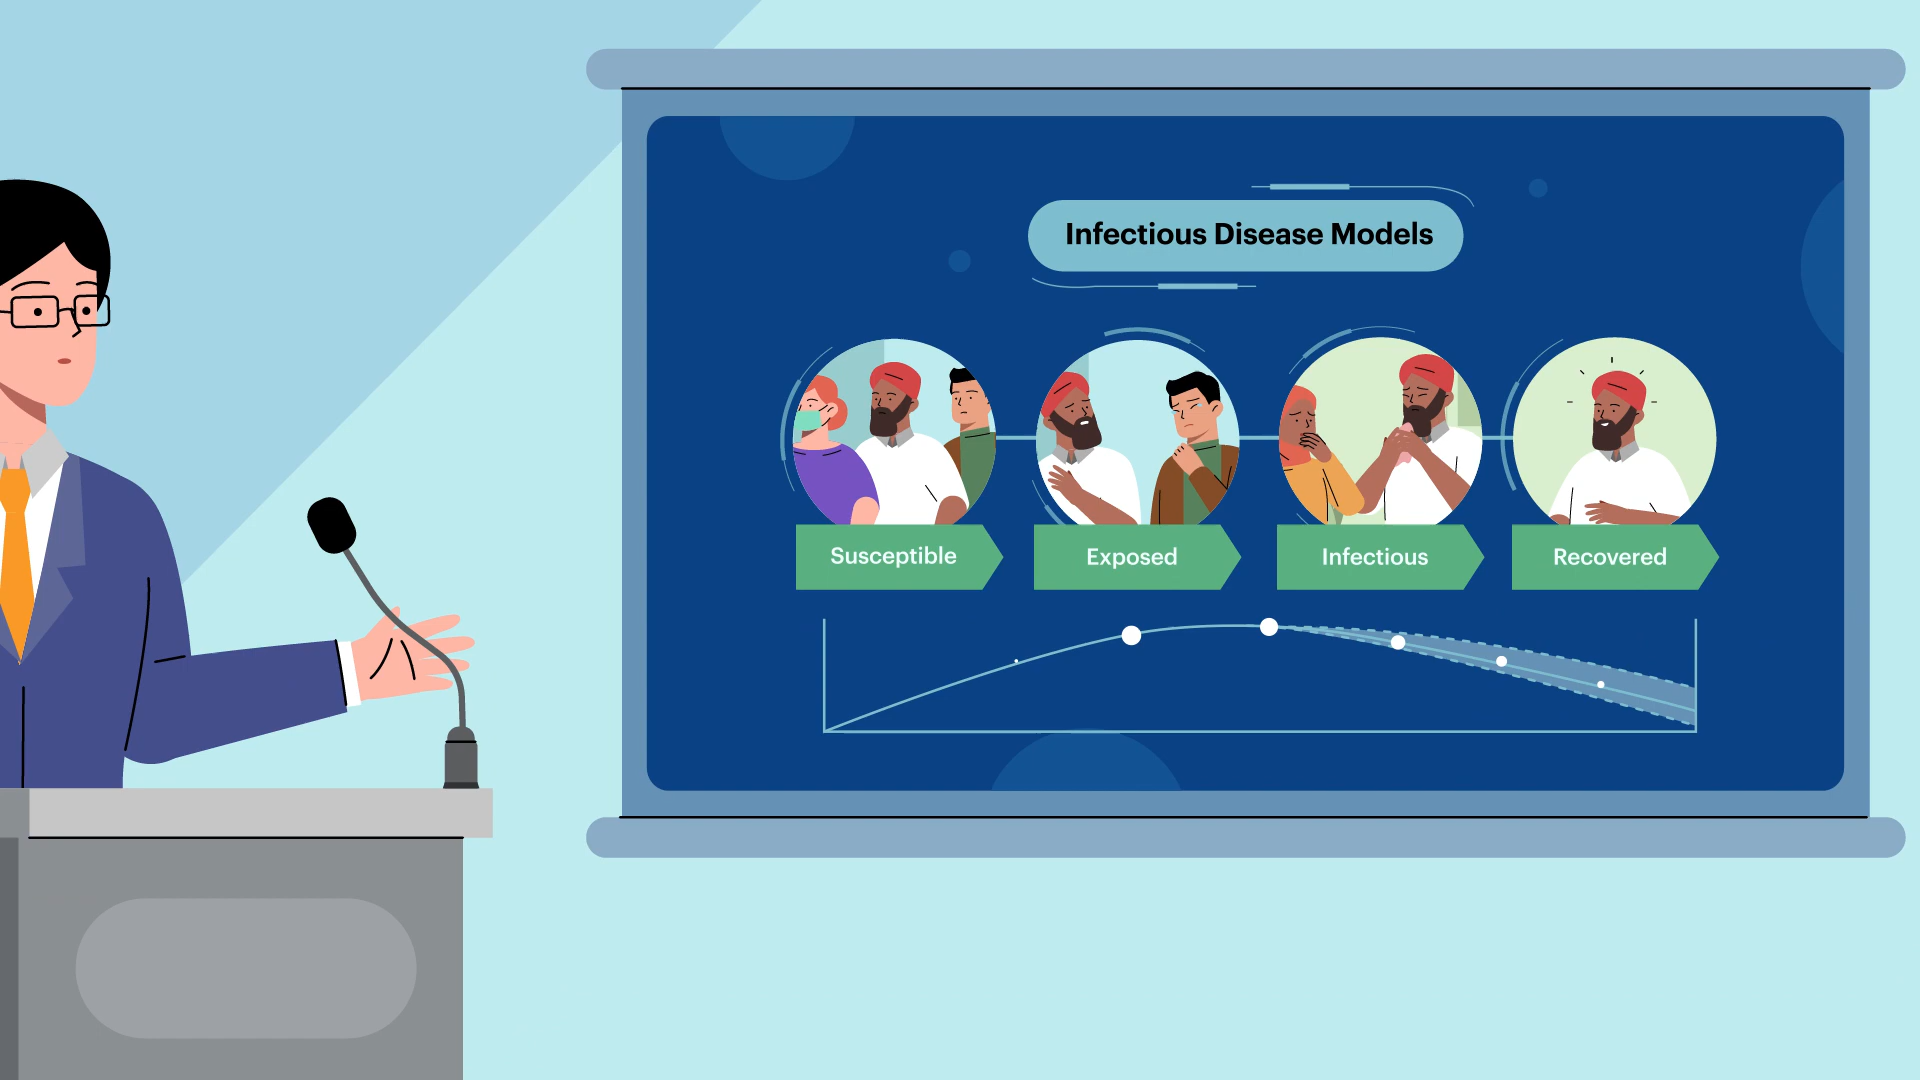 Infectious Disease Models
Susceptible
Exposed
Infectious
Recovered